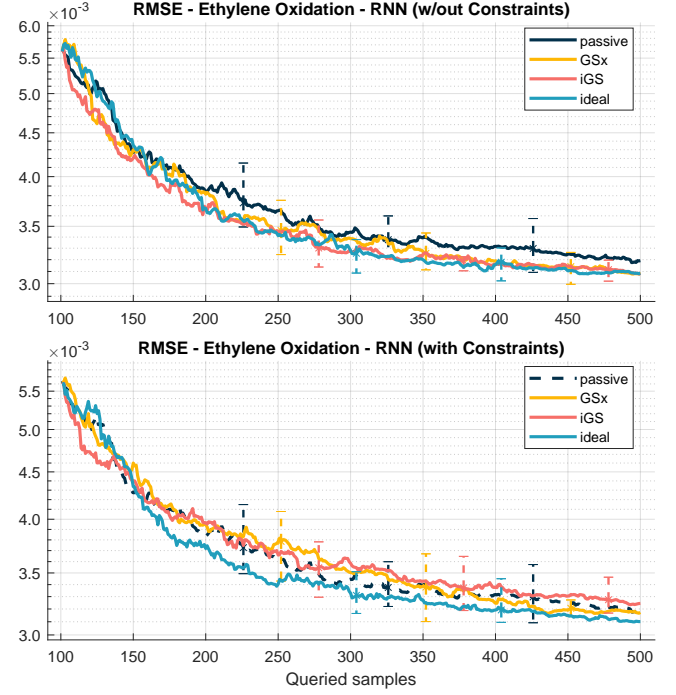 RMSE - Ethylene Oxidation - RNN (w/out Constraints)
×10⁻³
6.0
5.5
5.0
4.5
4.0
3.5
3.0
passive
GSx
iGS
ideal
100 150 200 250 300 350 400 450 500
RMSE - Ethylene Oxidation - RNN (with Constraints)
×10⁻³
5.5
5.0
4.5
4.0
3.5
3.0
passive
GSx
iGS
ideal
100 150 200 250 300 350 400 450 500
Queried samples